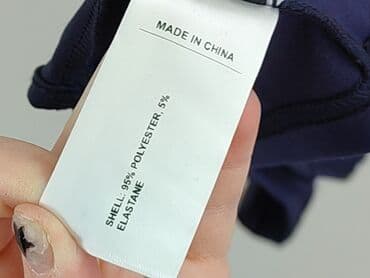 MADE IN CHINA
SHELL: 95% POLYESTER, 5%
ELASTANE